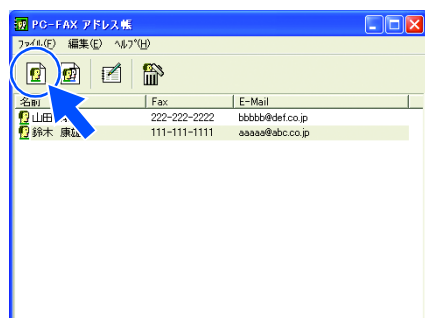 PC-FAX アドレス帳
ファイル(F) 編集(E) ヘルプ(H)
名前 Fax E-Mail
山田 222-222-2222 bbbbb@def.co.jp
鈴木 康 111-111-1111 aaaaa@abc.co.jp